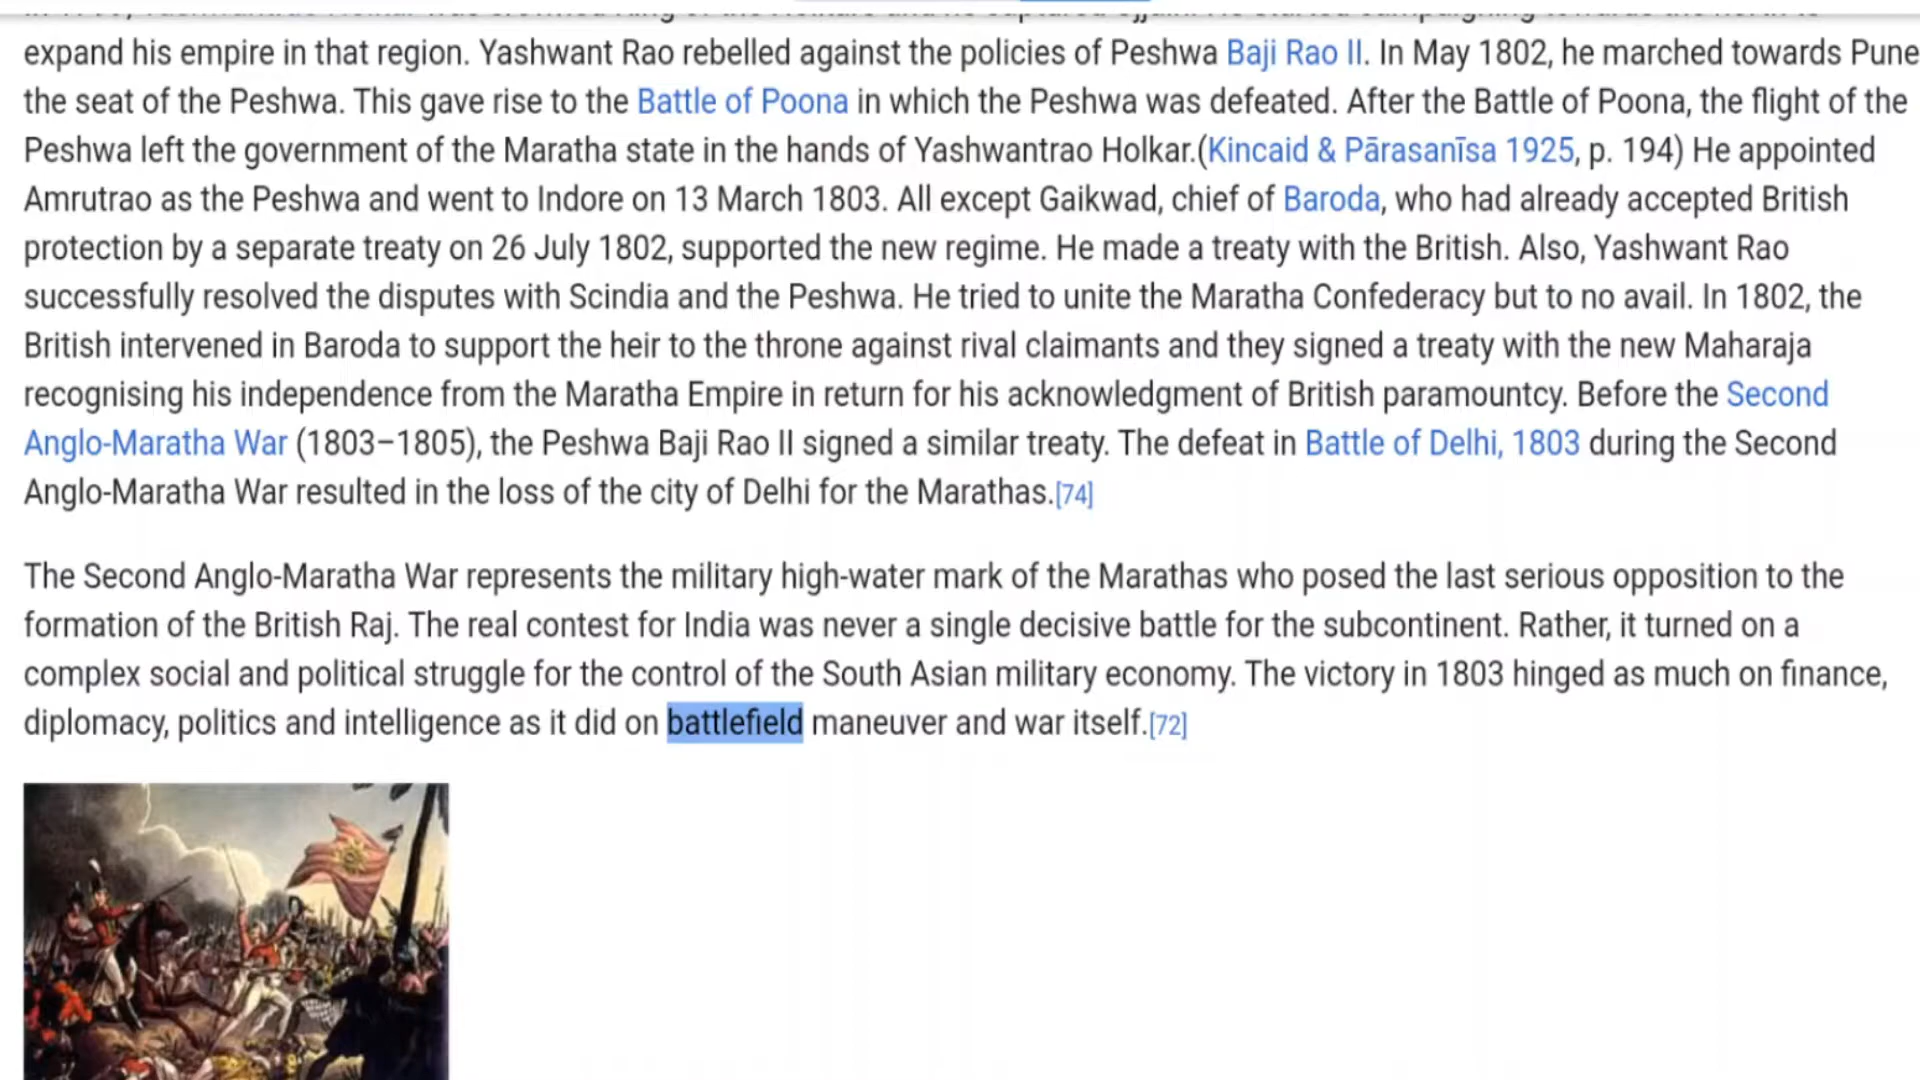 expand his empire in that region. Yashwant Rao rebelled against the policies of Peshwa Baji Rao II. In May 1802, he marched towards Pune
the seat of the Peshwa. This gave rise to the Battle of Poona in which the Peshwa was defeated. After the Battle of Poona, the flight of the
Peshwa left the government of the Maratha state in the hands of Yashwantrao Holkar.(Kincaid & Pārasanīsa 1925, p. 194) He appointed
Amrutrao as the Peshwa and went to Indore on 13 March 1803. All except Gaikwad, chief of Baroda, who had already accepted British
protection by a separate treaty on 26 July 1802, supported the new regime. He made a treaty with the British. Also, Yashwant Rao
successfully resolved the disputes with Scindia and the Peshwa. He tried to unite the Maratha Confederacy but to no avail. In 1802, the
British intervened in Baroda to support the heir to the throne against rival claimants and they signed a treaty with the new Maharaja
recognising his independence from the Maratha Empire in return for his acknowledgment of British paramountcy. Before the Second
Anglo-Maratha War (1803–1805), the Peshwa Baji Rao II signed a similar treaty. The defeat in Battle of Delhi, 1803 during the Second
Anglo-Maratha War resulted in the loss of the city of Delhi for the Marathas.[74]
The Second Anglo-Maratha War represents the military high-water mark of the Marathas who posed the last serious opposition to the
formation of the British Raj. The real contest for India was never a single decisive battle for the subcontinent. Rather, it turned on a
complex social and political struggle for the control of the South Asian military economy. The victory in 1803 hinged as much on finance,
diplomacy, politics and intelligence as it did on battlefield maneuver and war itself.[72]